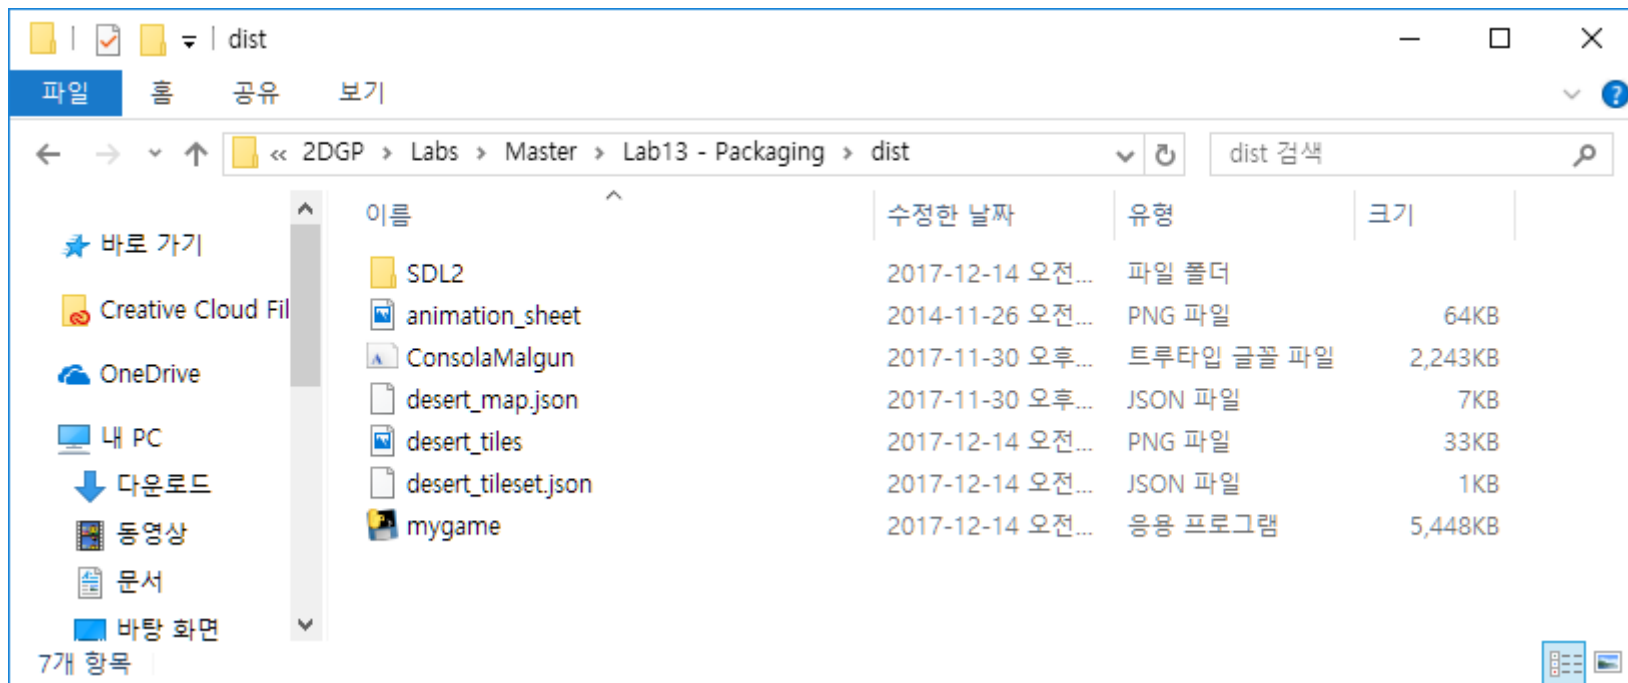 dist
파일 홈 공유 보기
« 2DGP > Labs > Master > Lab13 - Packaging > dist
dist 검색
이름 수정한 날짜 유형 크기
바로 가기
Creative Cloud Fil
OneDrive
내 PC
다운로드
동영상
문서
바탕 화면
SDL2 2017-12-14 오전... 파일 폴더
animation_sheet 2014-11-26 오전... PNG 파일 64KB
ConsolaMalgun 2017-11-30 오후... 트루타입 글꼴 파일 2,243KB
desert_map.json 2017-11-30 오후... JSON 파일 7KB
desert_tiles 2017-12-14 오전... PNG 파일 33KB
desert_tileset.json 2017-12-14 오전... JSON 파일 1KB
mygame 2017-12-14 오전... 응용 프로그램 5,448KB
7개 항목